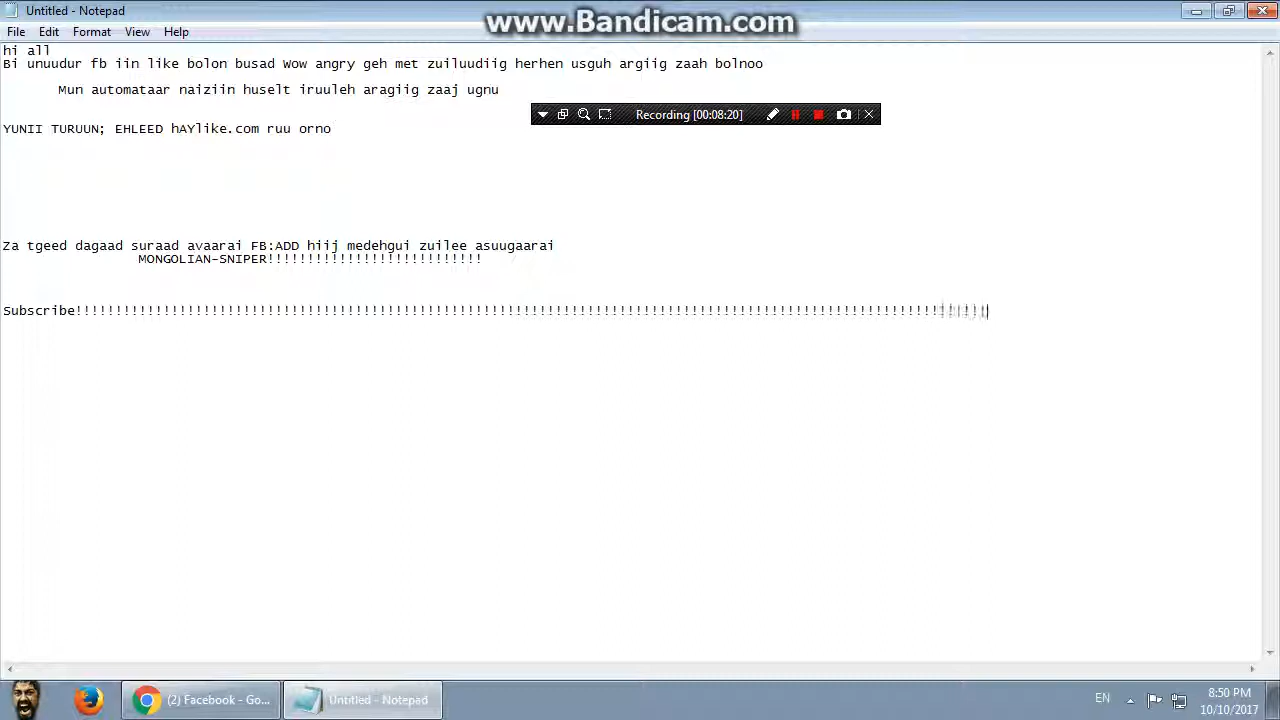 www.Bandicam.com
Untitled - Notepad
File Edit Format View Help
hi all
Bi unuudur fb iin like bolon busad Wow angry geh met zuiluudiig herhen usguh argiig zaah bolnoo
Mun automataar naiziin huselt iruuleh aragiig zaaj ugnu
Recording [00:08:20]
YUNII TURUUN; EHLEED hAYlike.com ruu orno
Za tgeed dagaad suraad avaarai FB:ADD hiij medehgui zuilee asuugaarai
MONGOLIAN-SNIPER!!!!!!!!!!!!!!!!!!!!!!!!!!!
Subscribe!!!!!!!!!!!!!!!!!!!!!!!!!!!!!!!!!!!!!!!!!!!!!!!!!!!!!!!!!!!!!!!!!!!!!!!!!!!!!!!!!!!!!!!!!!!!!!!!!!!!!!!!!!!!!!!!!!
(2) Facebook - Go...
Untitled - Notepad
EN
8:50 PM
10/10/2017